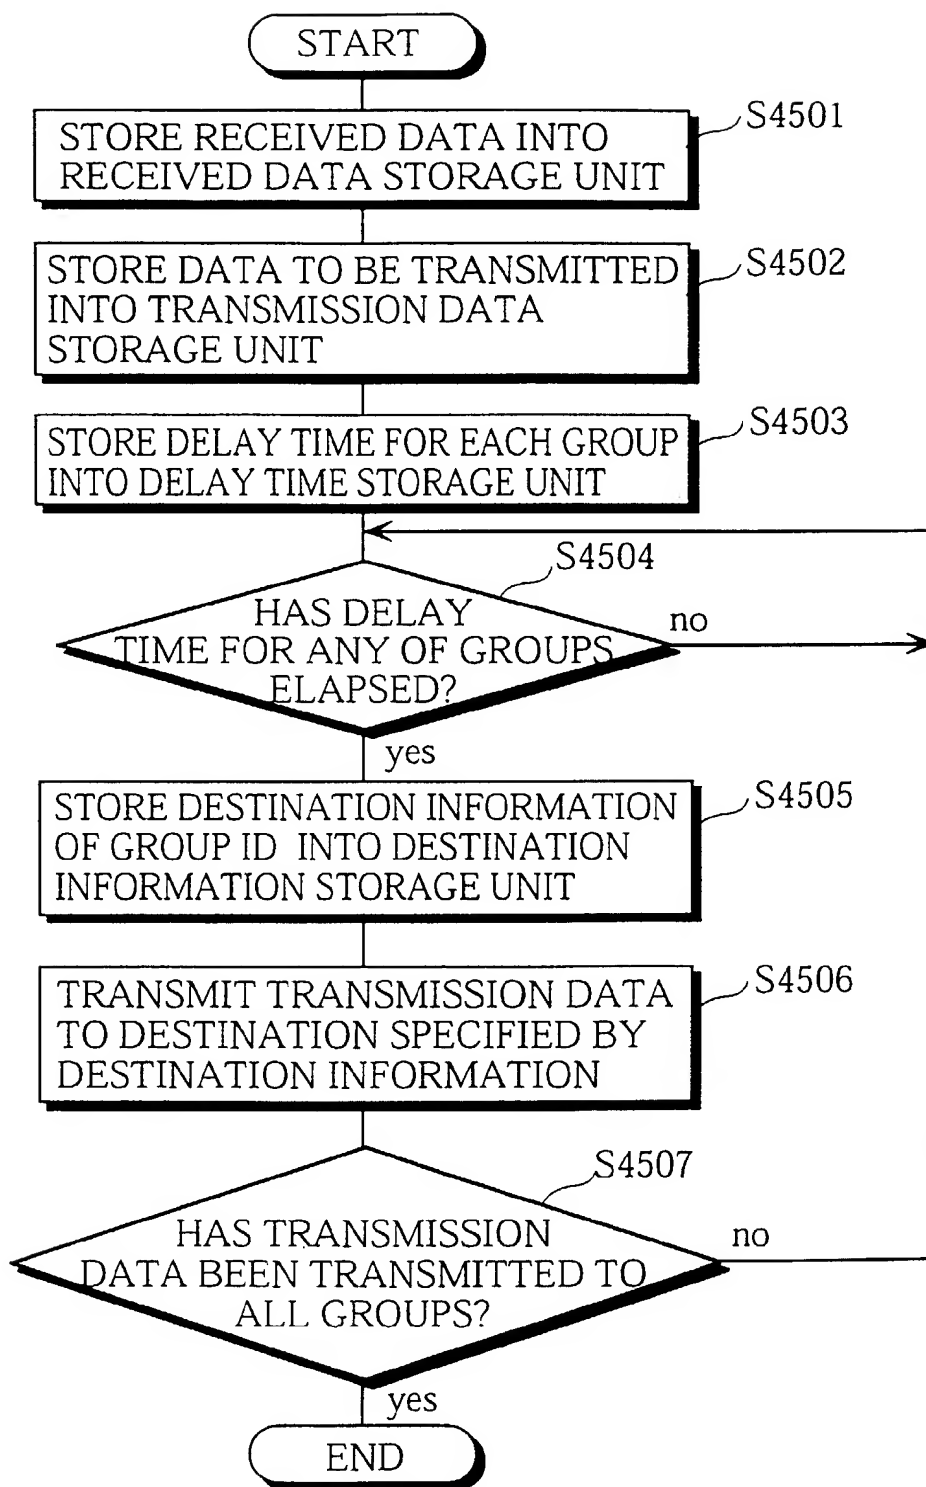 START
STORE RECEIVED DATA INTO
RECEIVED DATA STORAGE UNIT
S4501
STORE DATA TO BE TRANSMITTED
INTO TRANSMISSION DATA
STORAGE UNIT
S4502
STORE DELAY TIME FOR EACH GROUP
INTO DELAY TIME STORAGE UNIT
S4503
S4504
HAS DELAY
TIME FOR ANY OF GROUPS
ELAPSED?
no
yes
STORE DESTINATION INFORMATION
OF GROUP ID INTO DESTINATION
INFORMATION STORAGE UNIT
S4505
TRANSMIT TRANSMISSION DATA
TO DESTINATION SPECIFIED BY
DESTINATION INFORMATION
S4506
S4507
HAS TRANSMISSION
DATA BEEN TRANSMITTED TO
ALL GROUPS?
no
yes
END